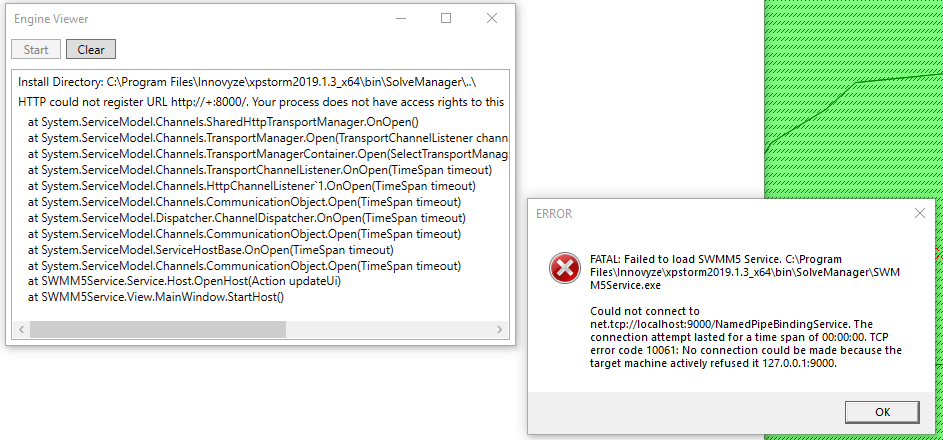 Engine Viewer
Start Clear
Install Directory: C:\Program Files\Innovyze\xpstorm2019.1.3_x64\bin\SolveManager\..\
HTTP could not register URL http://+:8000/. Your process does not have access rights to this
at System.ServiceModel.Channels.SharedHttpTransportManager.OnOpen()
at System.ServiceModel.Channels.TransportManager.Open(TransportChannelListener chann
at System.ServiceModel.Channels.TransportManagerContainer.Open(SelectTransportManag
at System.ServiceModel.Channels.TransportChannelListener.OnOpen(TimeSpan timeout)
at System.ServiceModel.Channels.HttpChannelListener`1.OnOpen(TimeSpan timeout)
at System.ServiceModel.Channels.CommunicationObject.Open(TimeSpan timeout)
at System.ServiceModel.Dispatcher.ChannelDispatcher.OnOpen(TimeSpan timeout)
at System.ServiceModel.Channels.CommunicationObject.Open(TimeSpan timeout)
at System.ServiceModel.ServiceHostBase.OnOpen(TimeSpan timeout)
at System.ServiceModel.Channels.CommunicationObject.Open(TimeSpan timeout)
at SWMM5Service.Service.Host.OpenHost(Action updateUi)
at SWMM5Service.View.MainWindow.StartHost()
ERROR
FATAL: Failed to load SWMM5 Service. C:\Program
Files\Innovyze\xpstorm2019.1.3_x64\bin\SolveManager\SWM
M5Service.exe
Could not connect to
net.tcp://localhost:9000/NamedPipeBindingService. The
connection attempt lasted for a time span of 00:00:00. TCP
error code 10061: No connection could be made because the
target machine actively refused it 127.0.0.1:9000.
OK